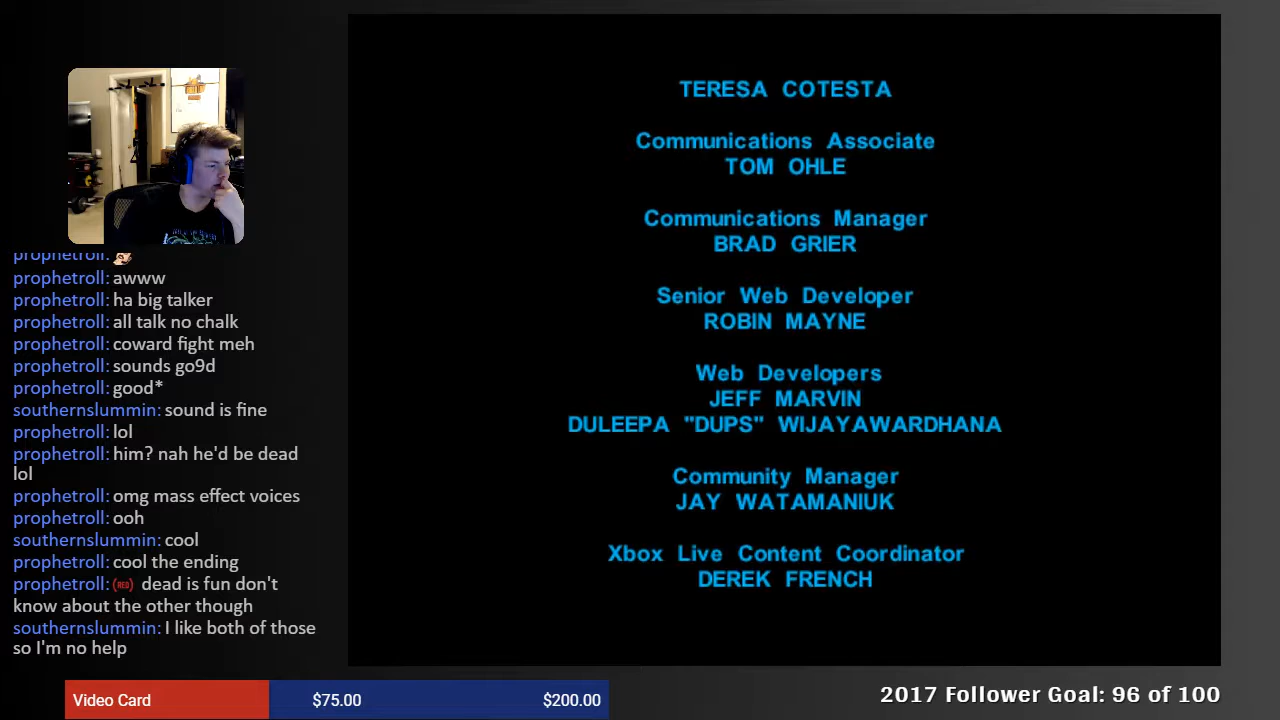 TERESA COTESTA
Communications Associate
TOM OHLE
Communications Manager
BRAD GRIER
Senior Web Developer
ROBIN MAYNE
Web Developers
JEFF MARVIN
DULEEPA "DUPS" WIJAYAWARDHANA
Community Manager
JAY WATAMANIUK
Xbox Live Content Coordinator
DEREK FRENCH
prophetroll:
prophetroll: awww
prophetroll: ha big talker
prophetroll: all talk no chalk
prophetroll: coward fight meh
prophetroll: sounds go9d
prophetroll: good*
southernslummin: sound is fine
prophetroll: lol
prophetroll: him? nah he'd be dead
lol
prophetroll: omg mass effect voices
prophetroll: ooh
southernslummin: cool
prophetroll: cool the ending
prophetroll: (RED) dead is fun don't
know about the other though
southernslummin: I like both of those
so I'm no help
Video Card $75.00 $200.00
2017 Follower Goal: 96 of 100